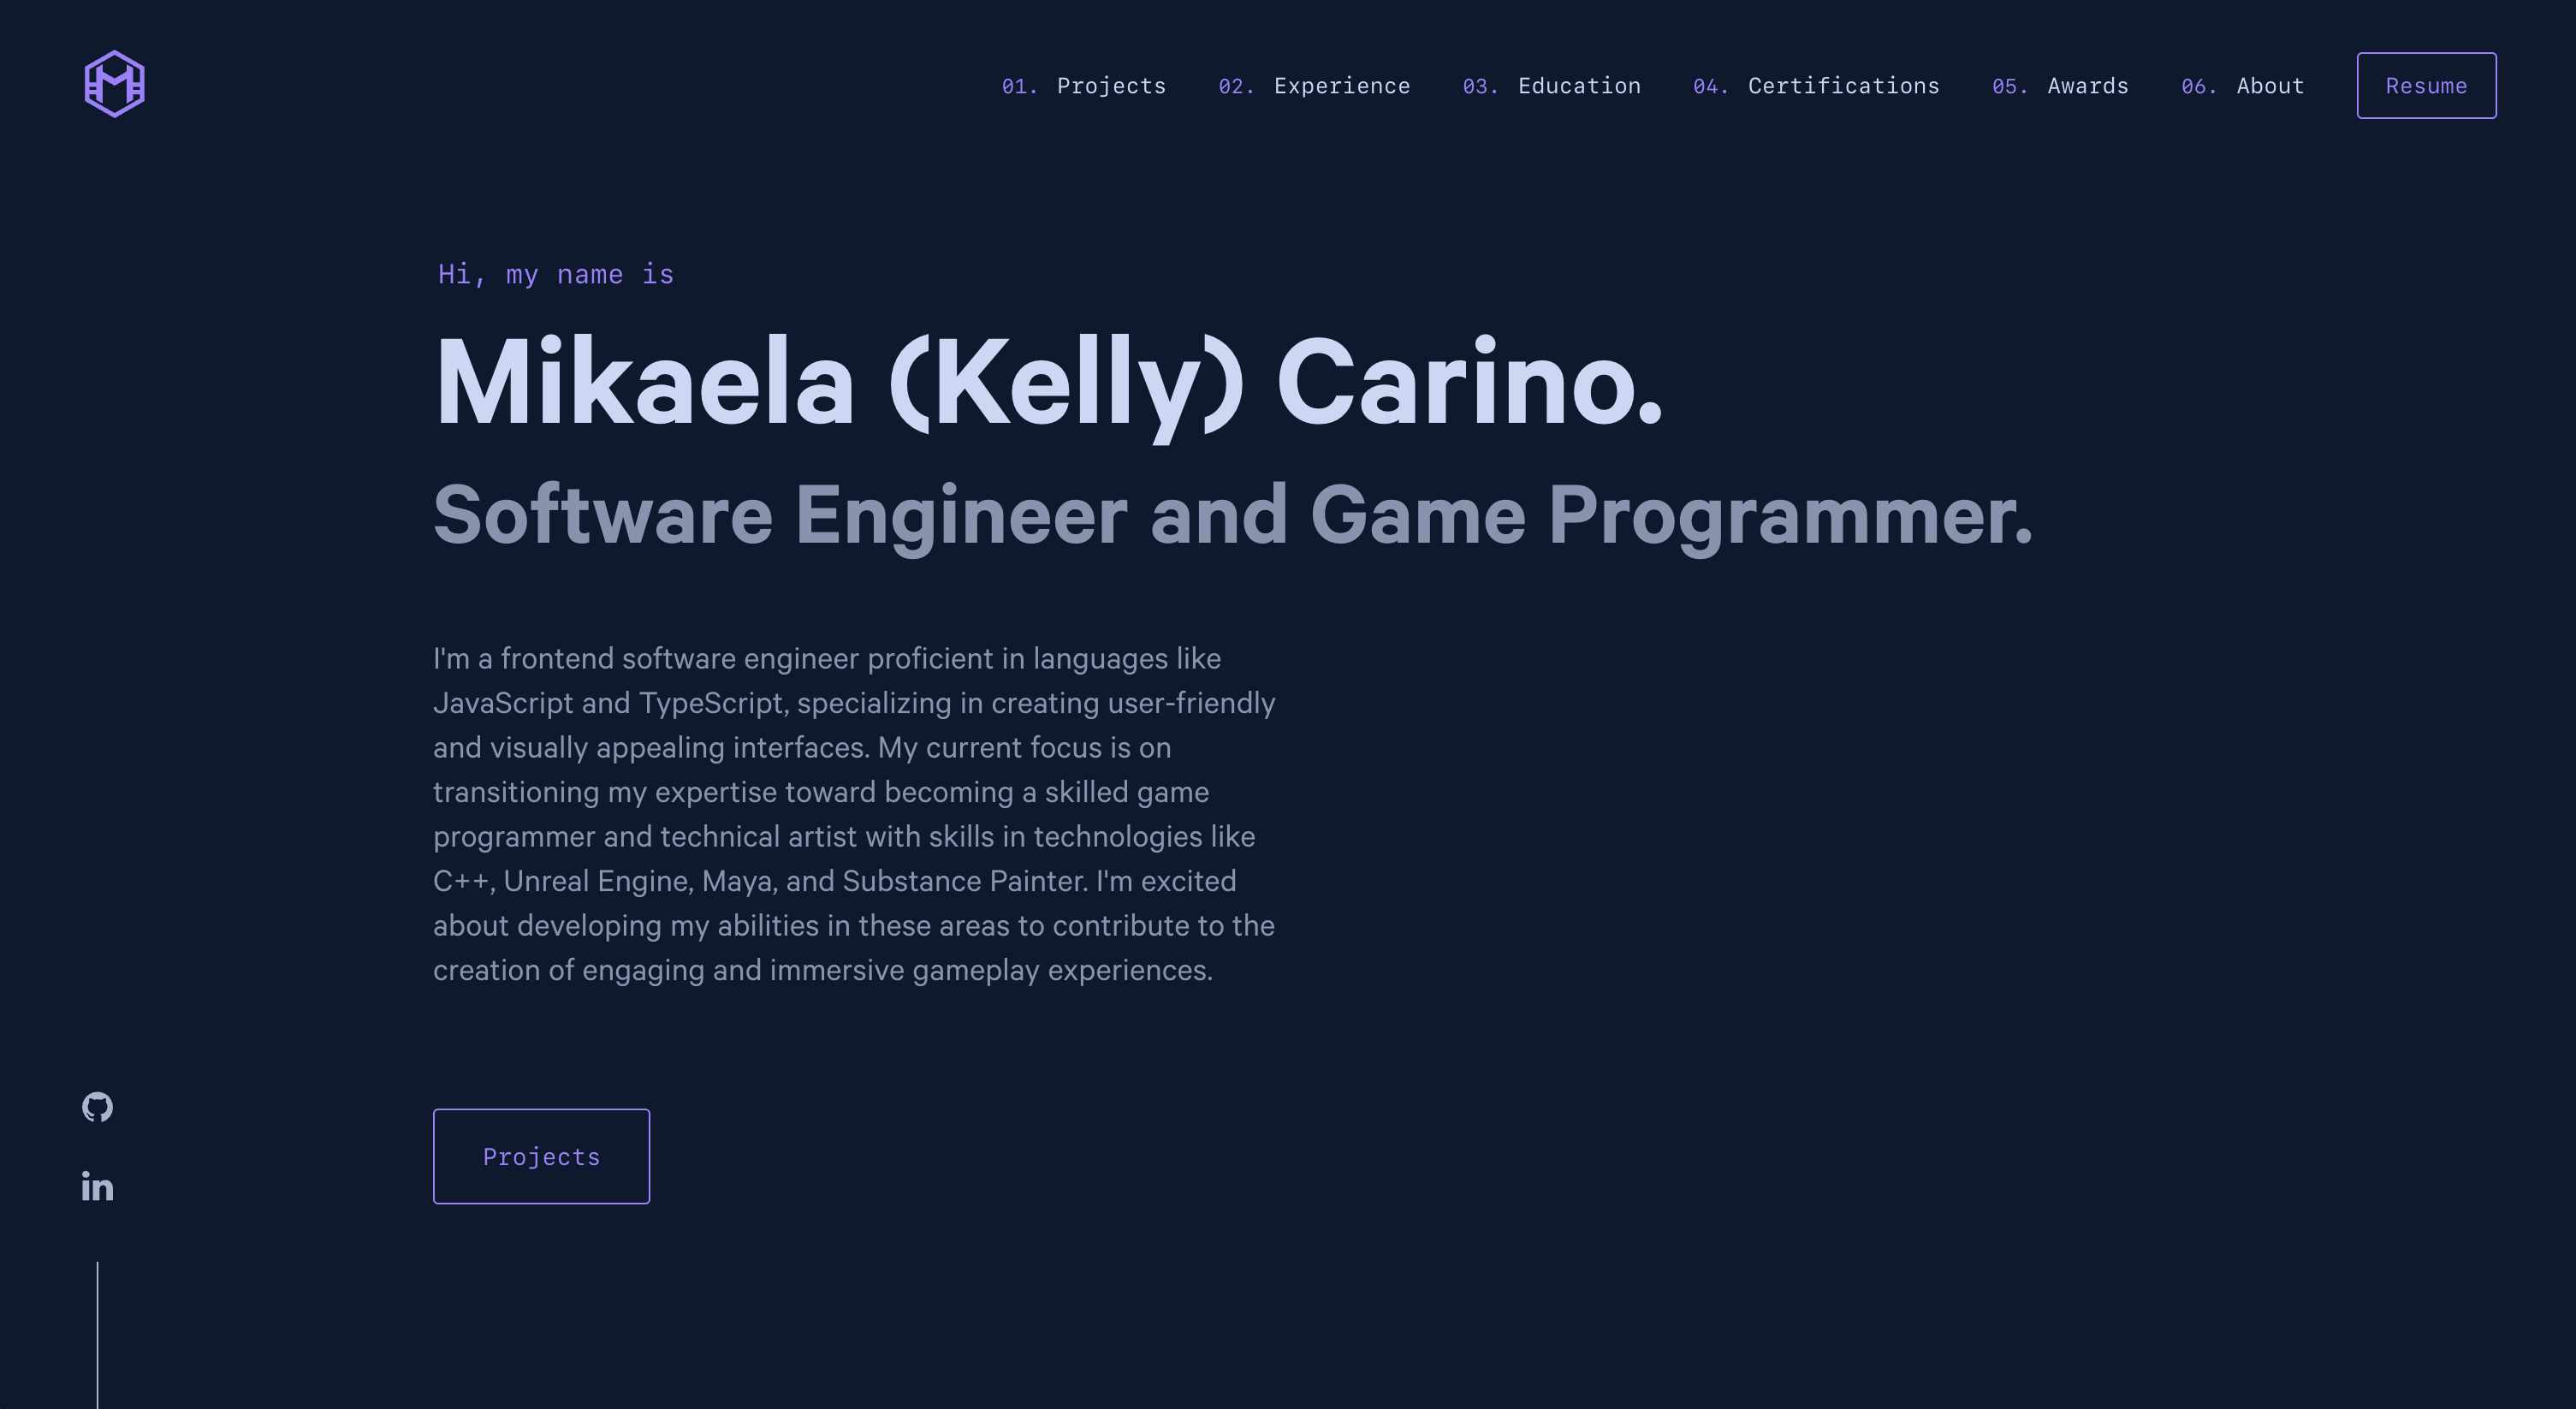 01. Projects 02. Experience 03. Education 04. Certifications 05. Awards 06. About Resume
Hi, my name is
Mikaela (Kelly) Carino.
Software Engineer and Game Programmer.
I'm a frontend software engineer proficient in languages like
JavaScript and TypeScript, specializing in creating user-friendly
and visually appealing interfaces. My current focus is on
transitioning my expertise toward becoming a skilled game
programmer and technical artist with skills in technologies like
C++, Unreal Engine, Maya, and Substance Painter. I'm excited
about developing my abilities in these areas to contribute to the
creation of engaging and immersive gameplay experiences.
Projects